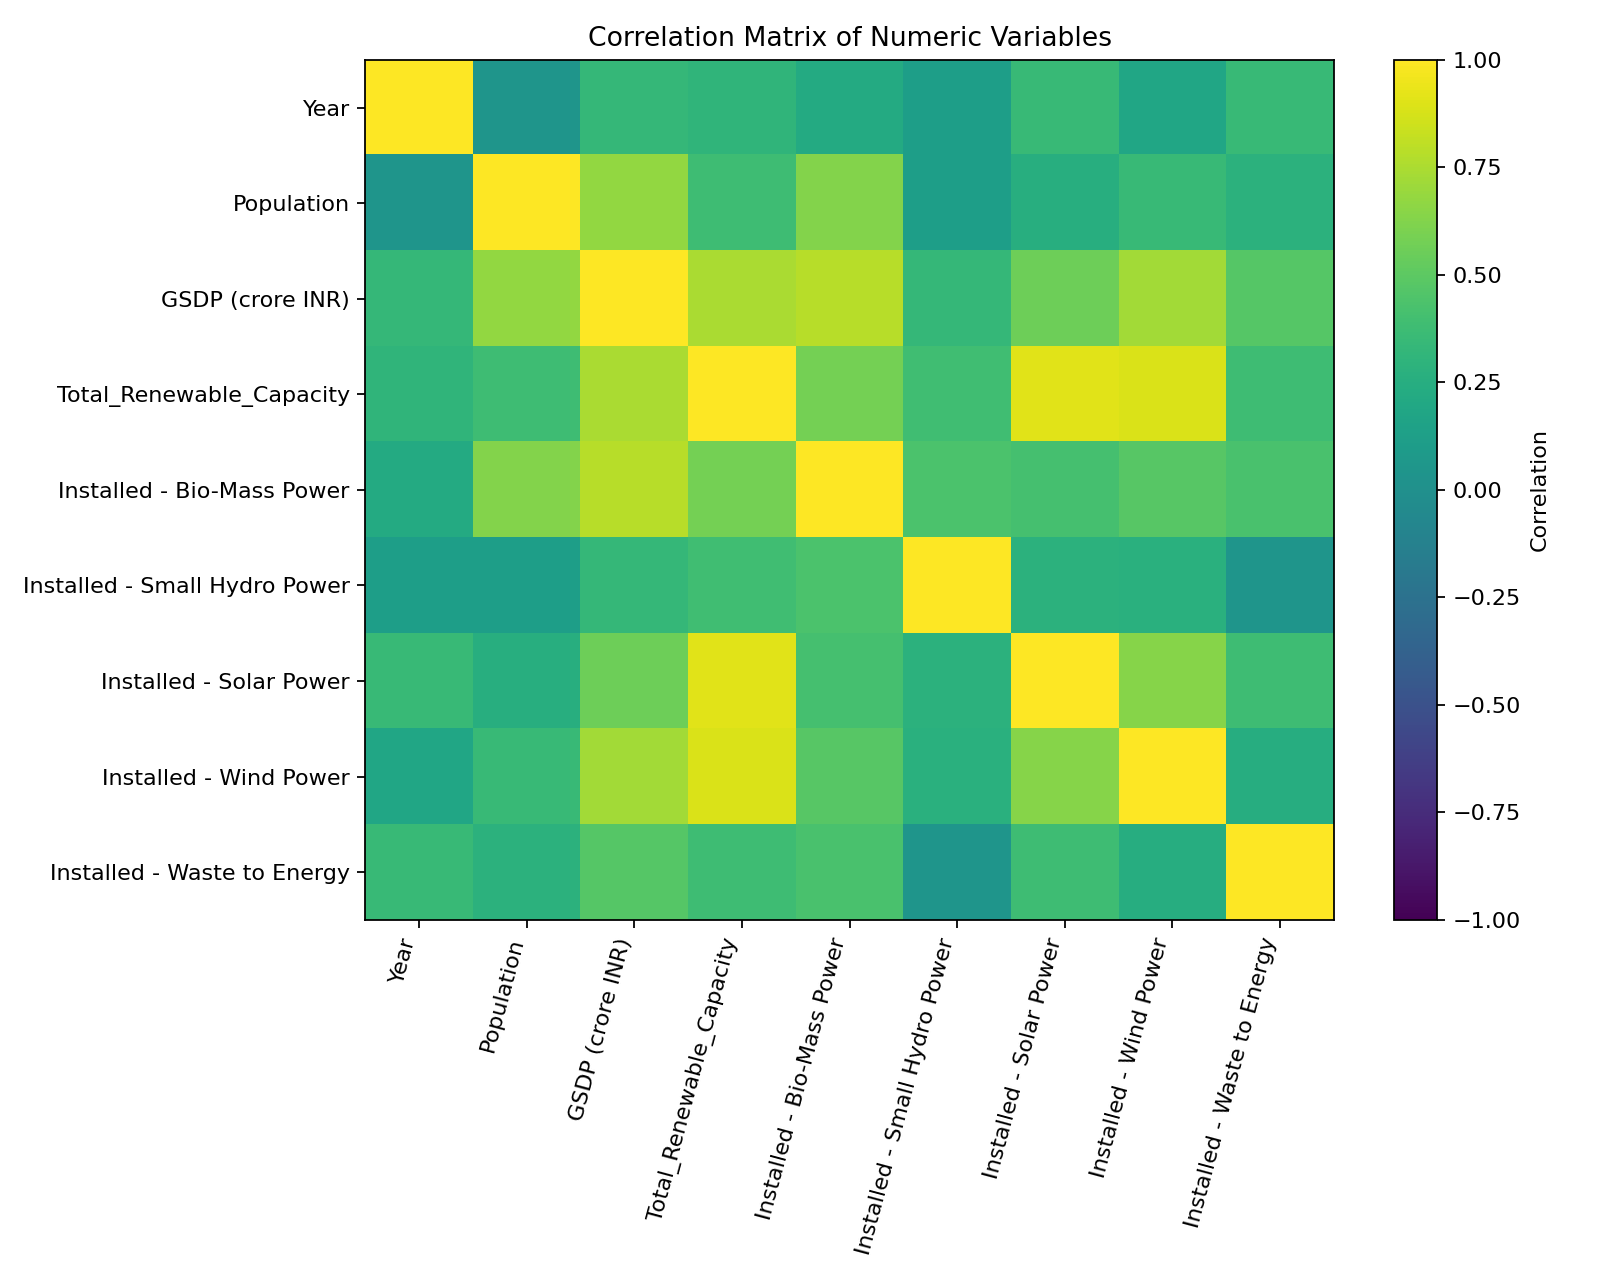 Correlation Matrix of Numeric Variables
Year
Population
GSDP (crore INR)
Total_Renewable_Capacity
Installed - Bio-Mass Power
Installed - Small Hydro Power
Installed - Solar Power
Installed - Wind Power
Installed - Waste to Energy
Year
Population
GSDP (crore INR)
Total_Renewable_Capacity
Installed - Bio-Mass Power
Installed - Small Hydro Power
Installed - Solar Power
Installed - Wind Power
Installed - Waste to Energy
1.00
0.75
0.50
0.25
0.00
−0.25
−0.50
−0.75
−1.00
Correlation